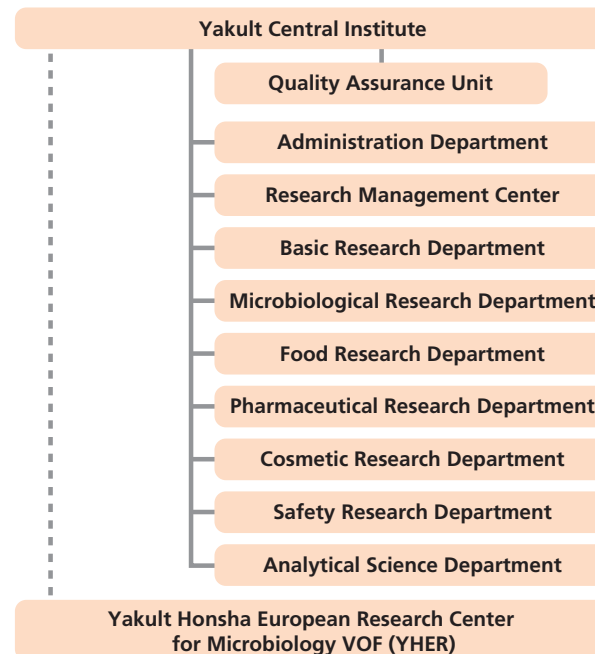 Yakult Central Institute
Quality Assurance Unit
Administration Department
Research Management Center
Basic Research Department
Microbiological Research Department
Food Research Department
Pharmaceutical Research Department
Cosmetic Research Department
Safety Research Department
Analytical Science Department
Yakult Honsha European Research Center
for Microbiology VOF (YHER)